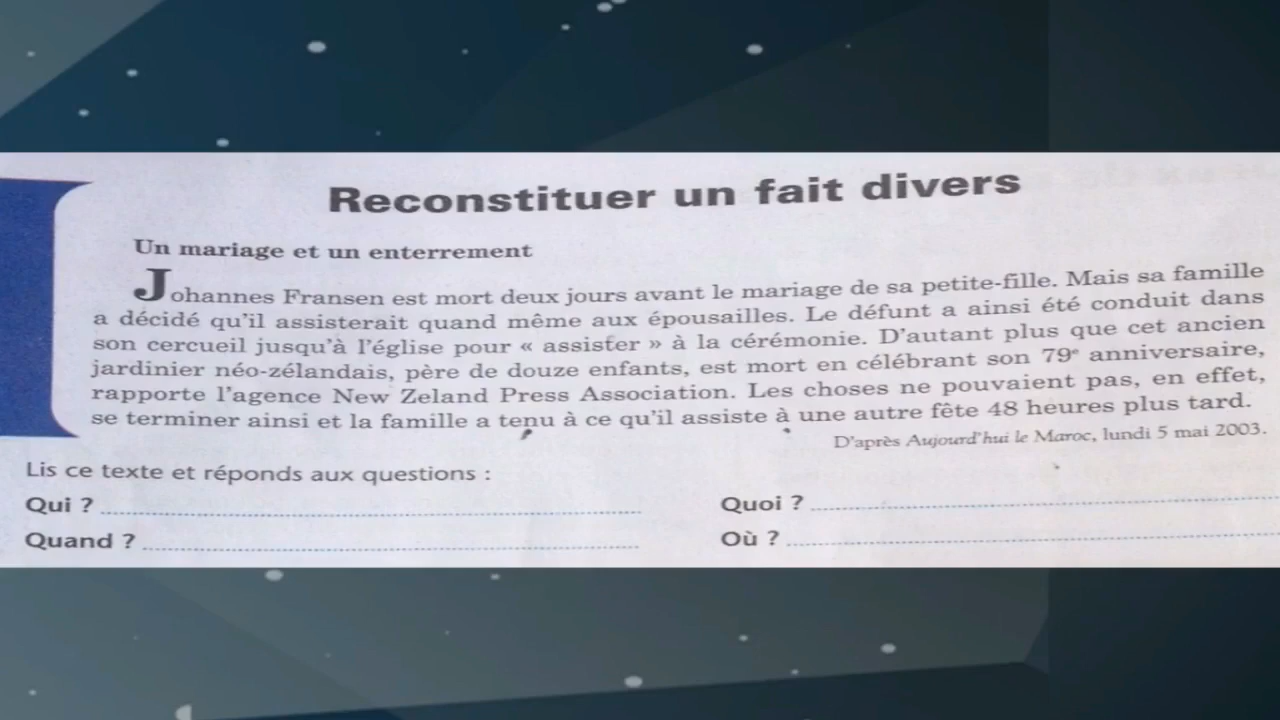 Reconstituer un fait divers
Un mariage et un enterrement
Johannes Fransen est mort deux jours avant le mariage de sa petite-fille. Mais sa famille
a décidé qu'il assisterait quand même aux épousailles. Le défunt a ainsi été conduit dans
son cercueil jusqu'à l'église pour « assister » à la cérémonie. D'autant plus que cet ancien
jardinier néo-zélandais, père de douze enfants, est mort en célébrant son 79e anniversaire,
rapporte l'agence New Zeland Press Association. Les choses ne pouvaient pas, en effet,
se terminer ainsi et la famille a tenu à ce qu'il assiste à une autre fête 48 heures plus tard.
D'après Aujourd'hui le Maroc, lundi 5 mai 2003.
Lis ce texte et réponds aux questions :
Qui ? Quoi ?
Quand ? Où ?